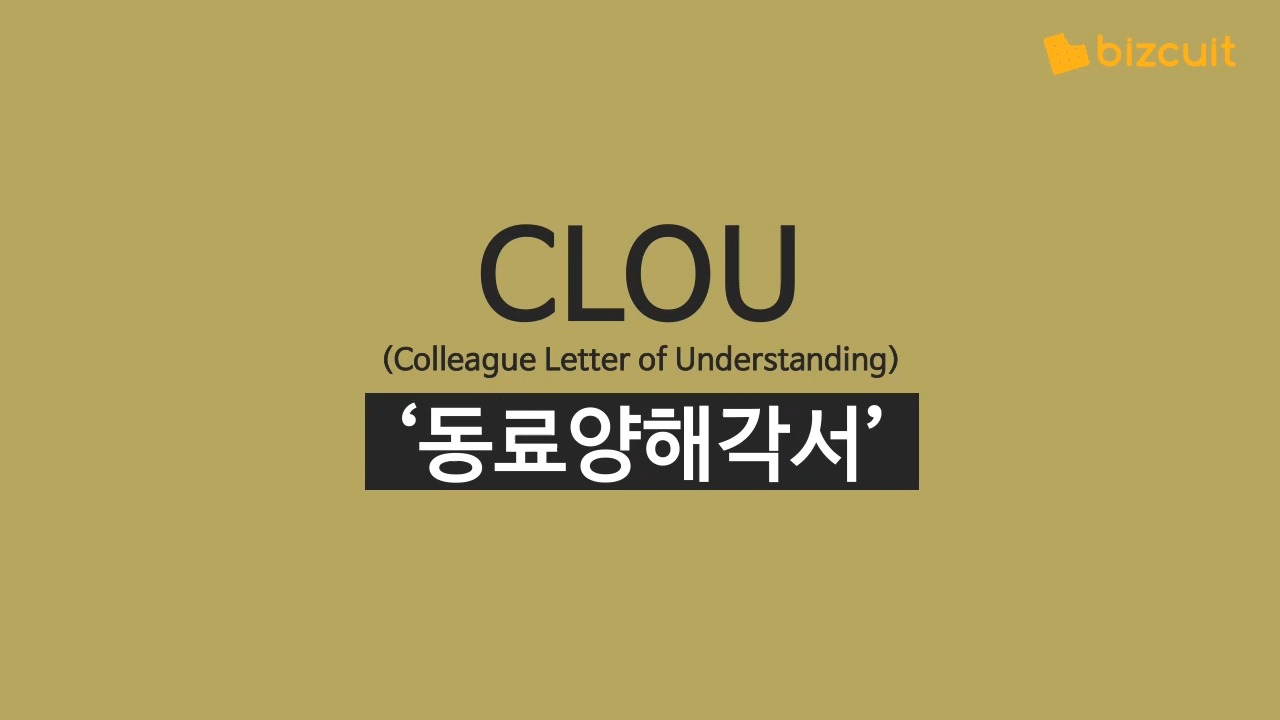 bizcuit
CLOU
(Colleague Letter of Understanding)
‘동료양해각서’